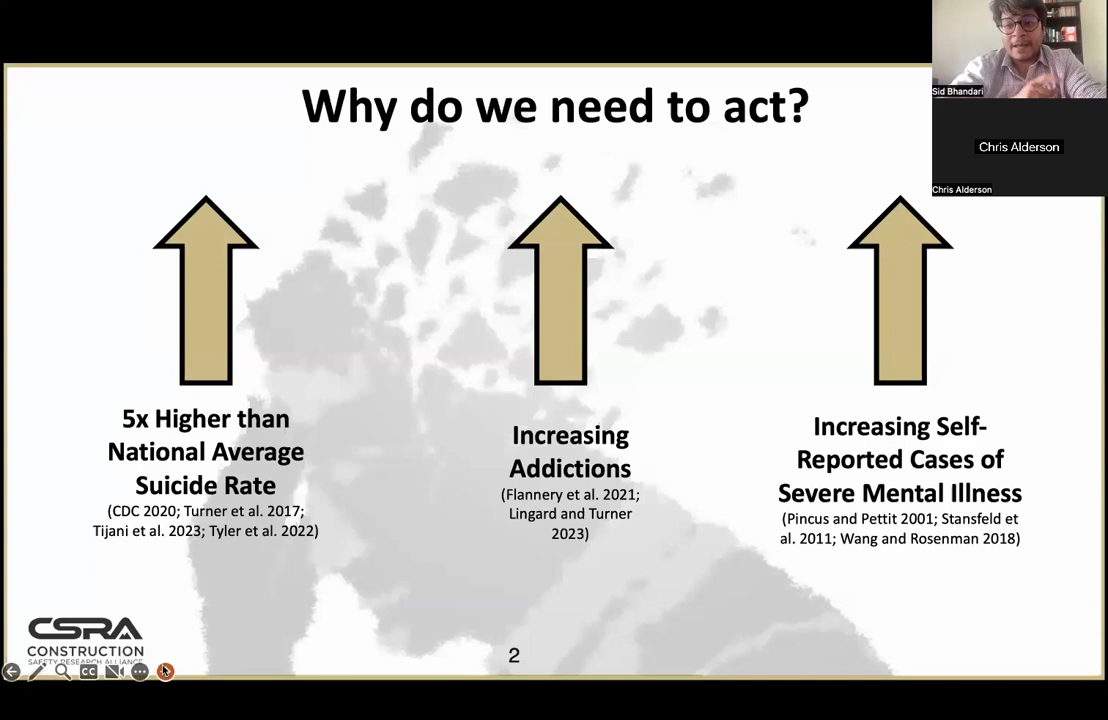 Sid Bhandari
Chris Alderson
Chris Alderson
Why do we need to act?
5x Higher than
National Average
Suicide Rate
(CDC 2020; Turner et al. 2017;
Tijani et al. 2023; Tyler et al. 2022)
Increasing
Addictions
(Flannery et al. 2021;
Lingard and Turner
2023)
Increasing Self-
Reported Cases of
Severe Mental Illness
(Pincus and Pettit 2001; Stansfeld et
al. 2011; Wang and Rosenman 2018)
CSRA
CONSTRUCTION
SAFETY RESEARCH ALLIANCE
CC
2